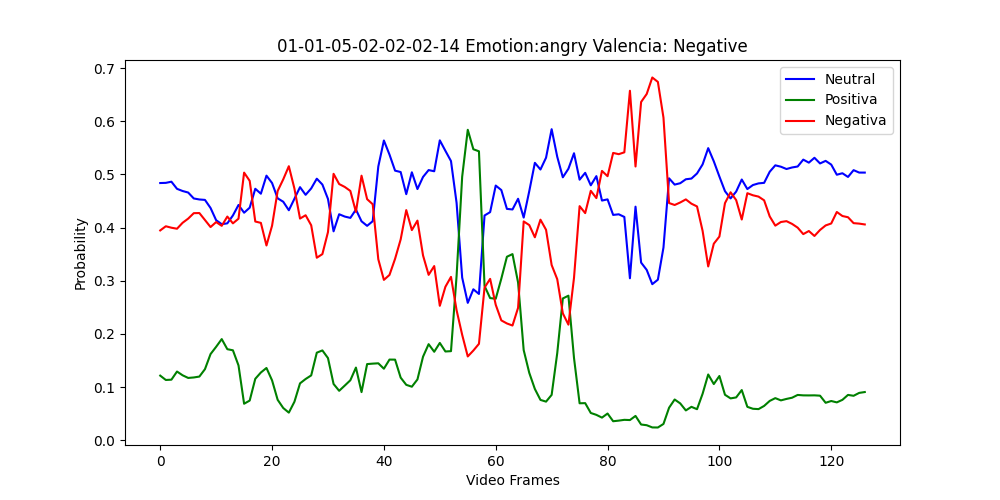 01-01-05-02-02-02-14 Emotion:angry Valencia: Negative
Neutral
Positiva
Negativa
Probability
0.7
0.6
0.5
0.4
0.3
0.2
0.1
0.0
0 20 40 60 80 100 120
Video Frames